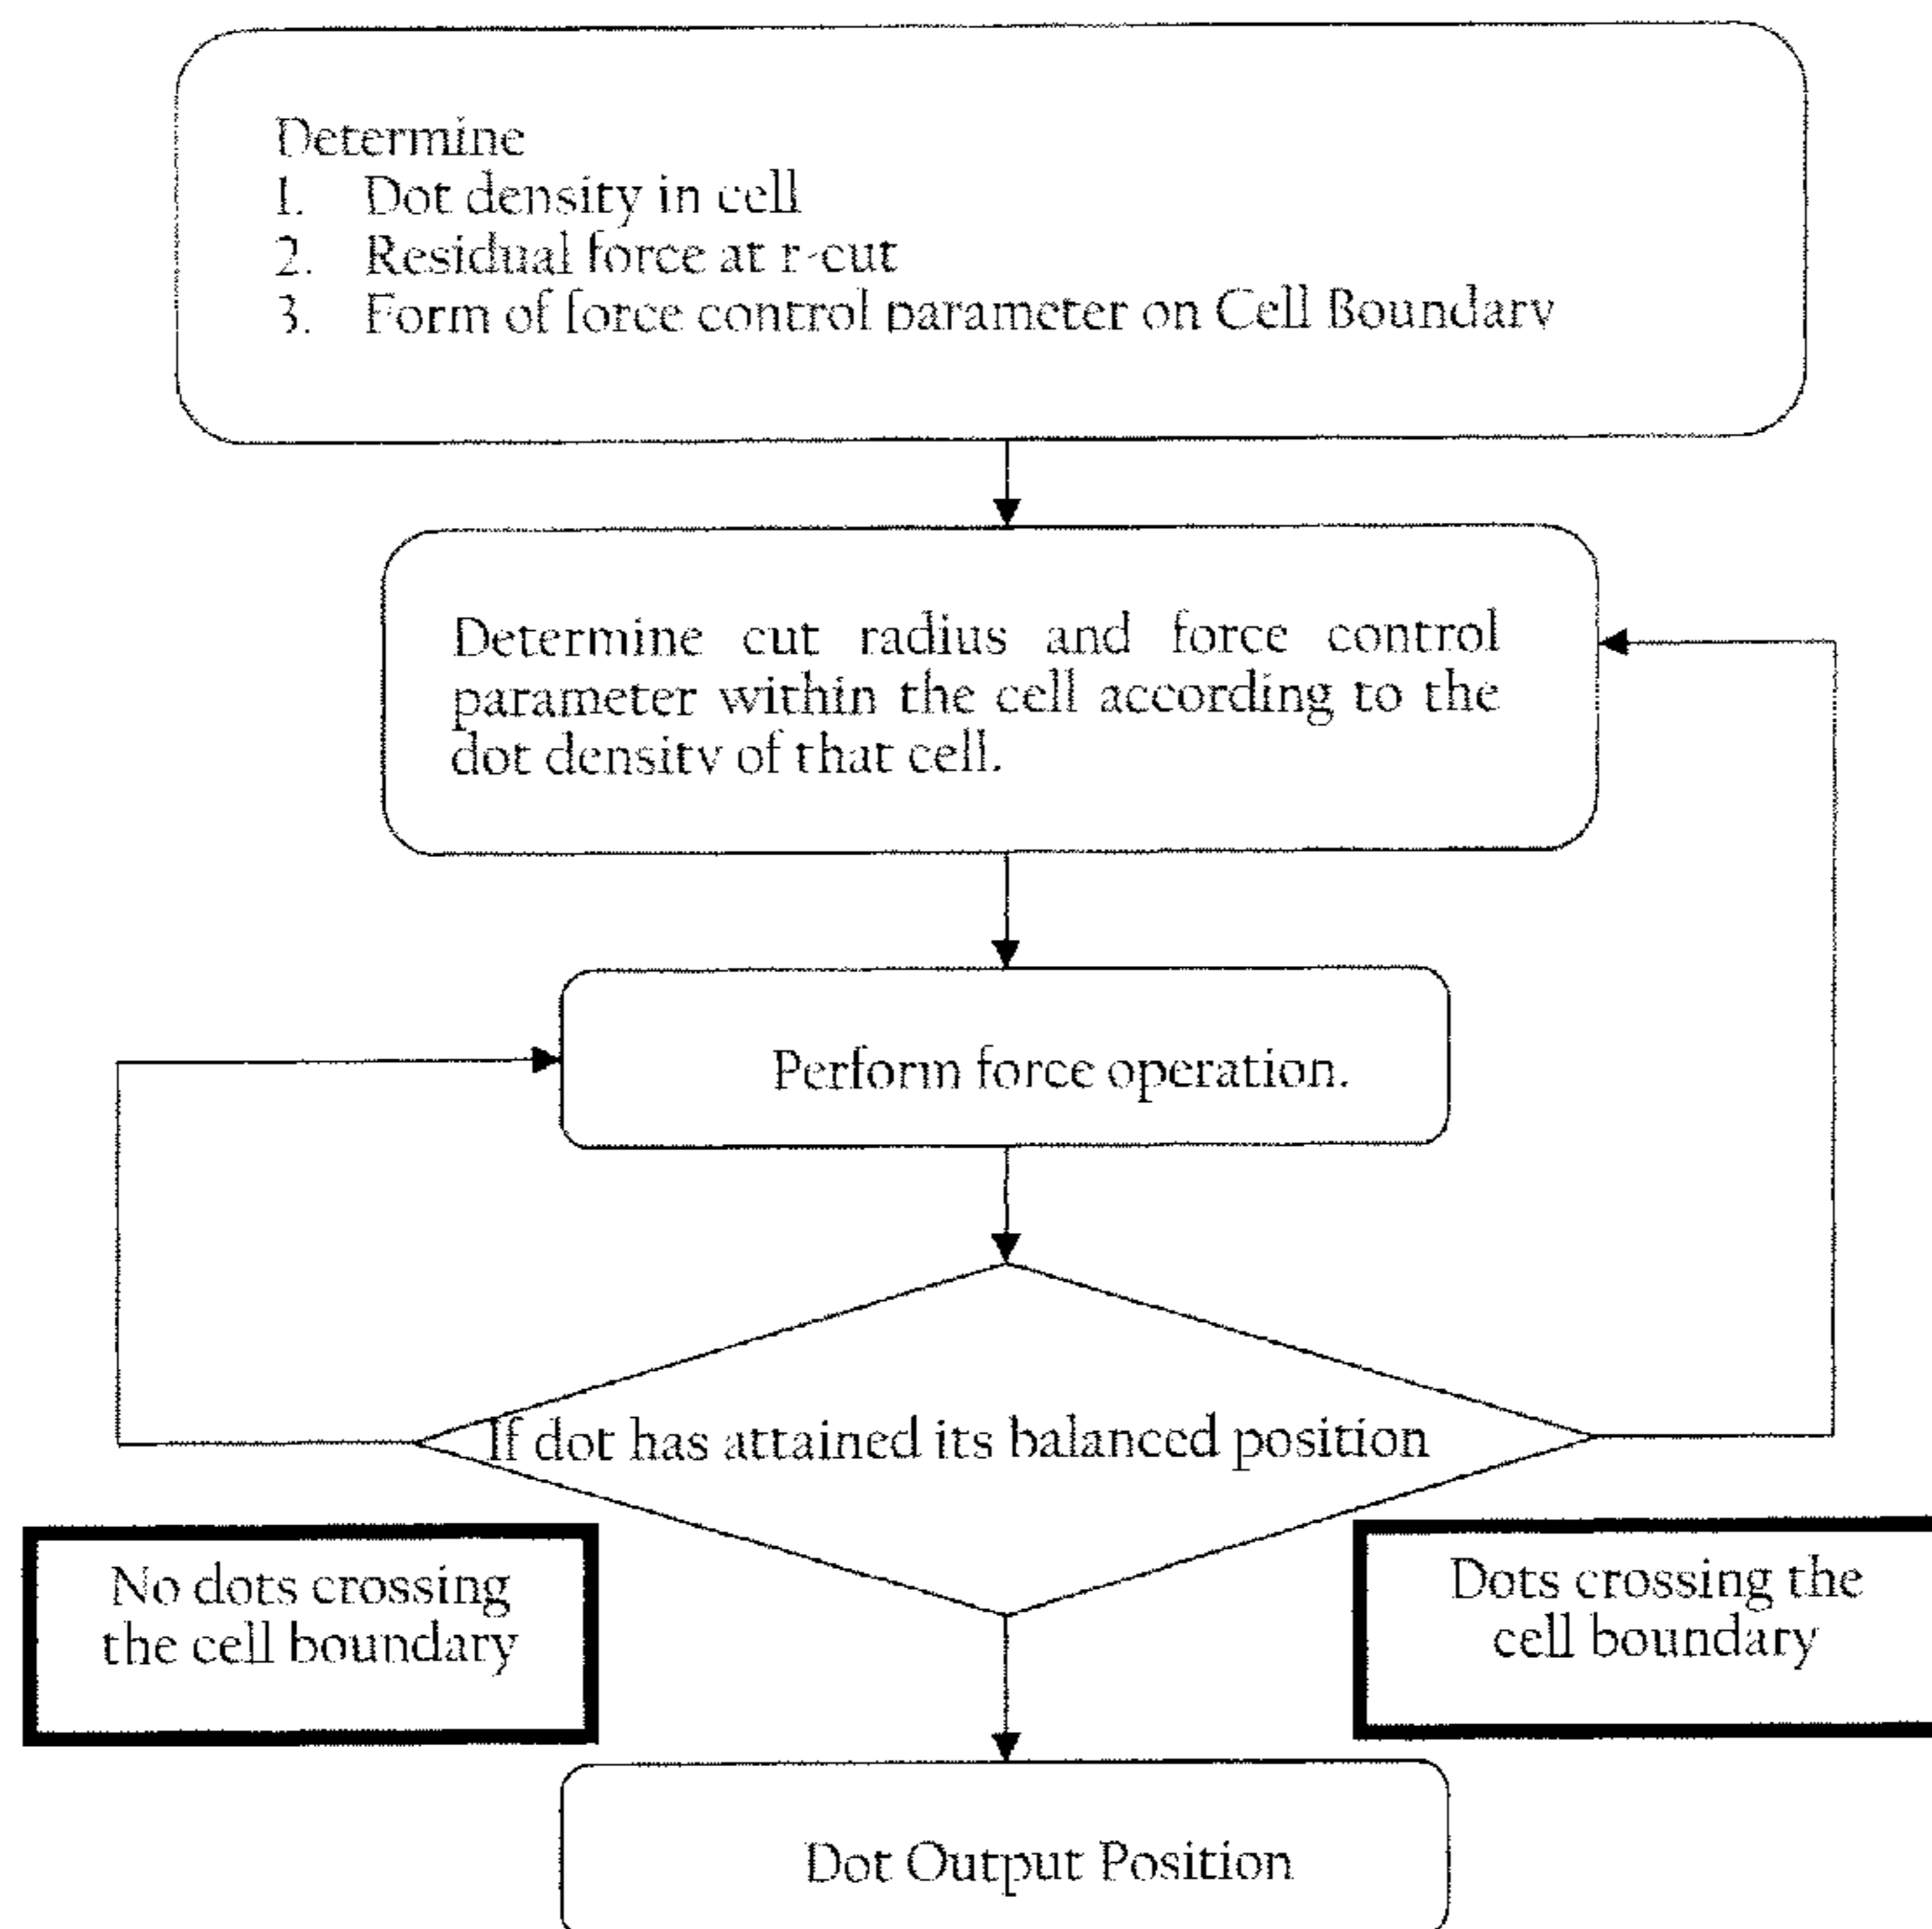 Determine
1. Dot density in cell
2. Residual force at r-cut
3. Form of force control parameter on Cell Boundary
Determine cut radius and force control
parameter within the cell according to the
dot density of that cell.
Perform force operation.
If dot has attained its balanced position
No dots crossing
the cell boundary
Dots crossing the
cell boundary
Dot Output Position